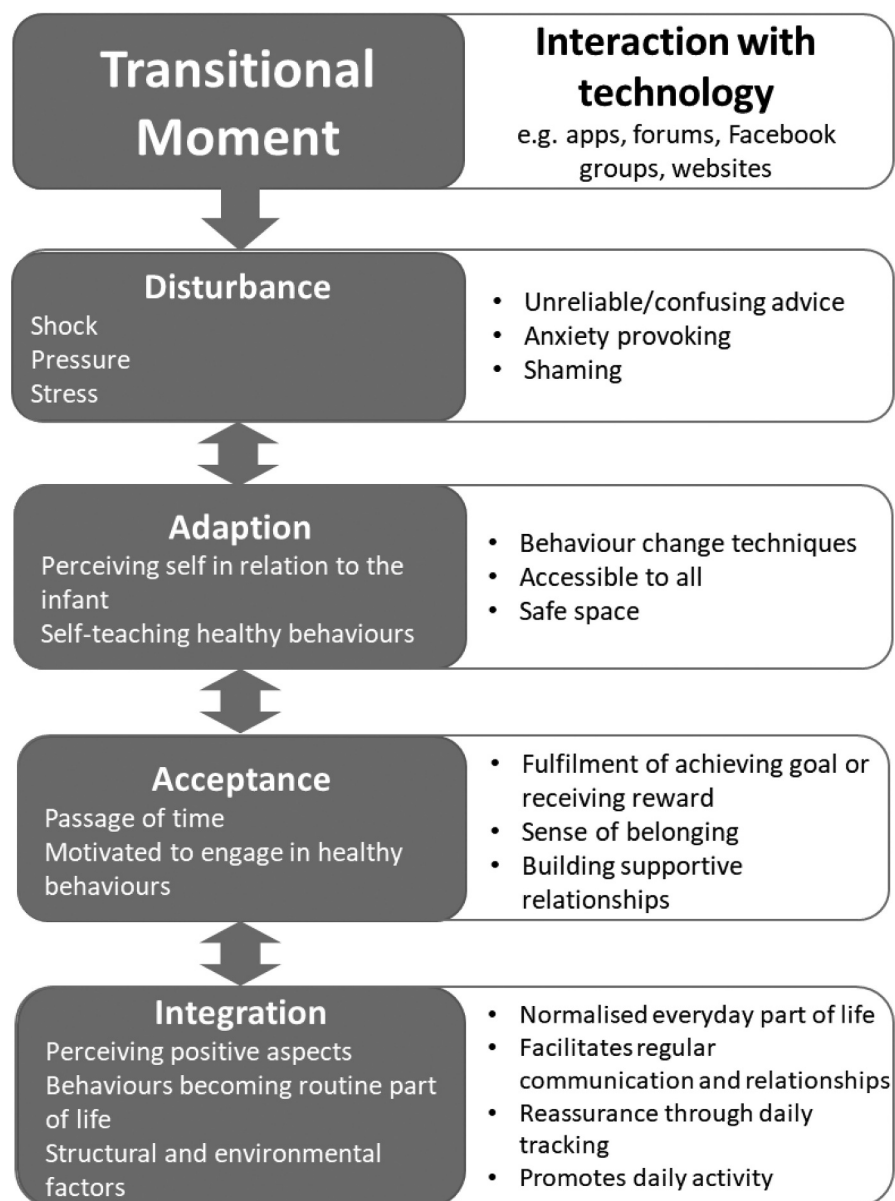 Transitional
Moment
Interaction with
technology
e.g. apps, forums, Facebook
groups, websites
Disturbance
Shock
Pressure
Stress
• Unreliable/confusing advice
• Anxiety provoking
• Shaming
Adaption
Perceiving self in relation to the
infant
Self-teaching healthy behaviours
• Behaviour change techniques
• Accessible to all
• Safe space
Acceptance
Passage of time
Motivated to engage in healthy
behaviours
• Fulfilment of achieving goal or
receiving reward
• Sense of belonging
• Building supportive
relationships
Integration
Perceiving positive aspects
Behaviours becoming routine part
of life
Structural and environmental
factors
• Normalised everyday part of life
• Facilitates regular
communication and relationships
• Reassurance through daily
tracking
• Promotes daily activity